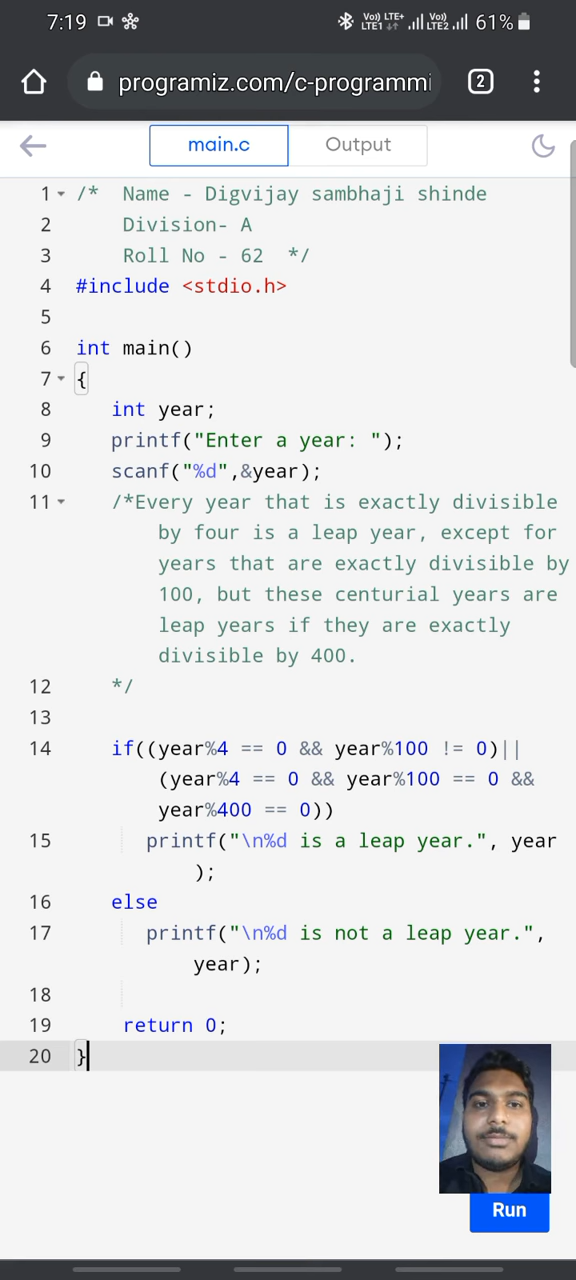 7:19 Vo) LTE+ Vo) 61%
LTE1 LTE2
programiz.com/c-programmi 2
main.c Output
1 /* Name - Digvijay sambhaji shinde
2 Division- A
3 Roll No - 62 */
4 #include <stdio.h>
5
6 int main()
7 {
8 int year;
9 printf("Enter a year: ");
10 scanf("%d",&year);
11 /*Every year that is exactly divisible
by four is a leap year, except for
years that are exactly divisible by
100, but these centurial years are
leap years if they are exactly
divisible by 400.
12 */
13
14 if((year%4 == 0 && year%100 != 0)||
(year%4 == 0 && year%100 == 0 &&
year%400 == 0))
15 printf("\n%d is a leap year.", year
);
16 else
17 printf("\n%d is not a leap year.",
year);
18
19 return 0;
20 }
Run